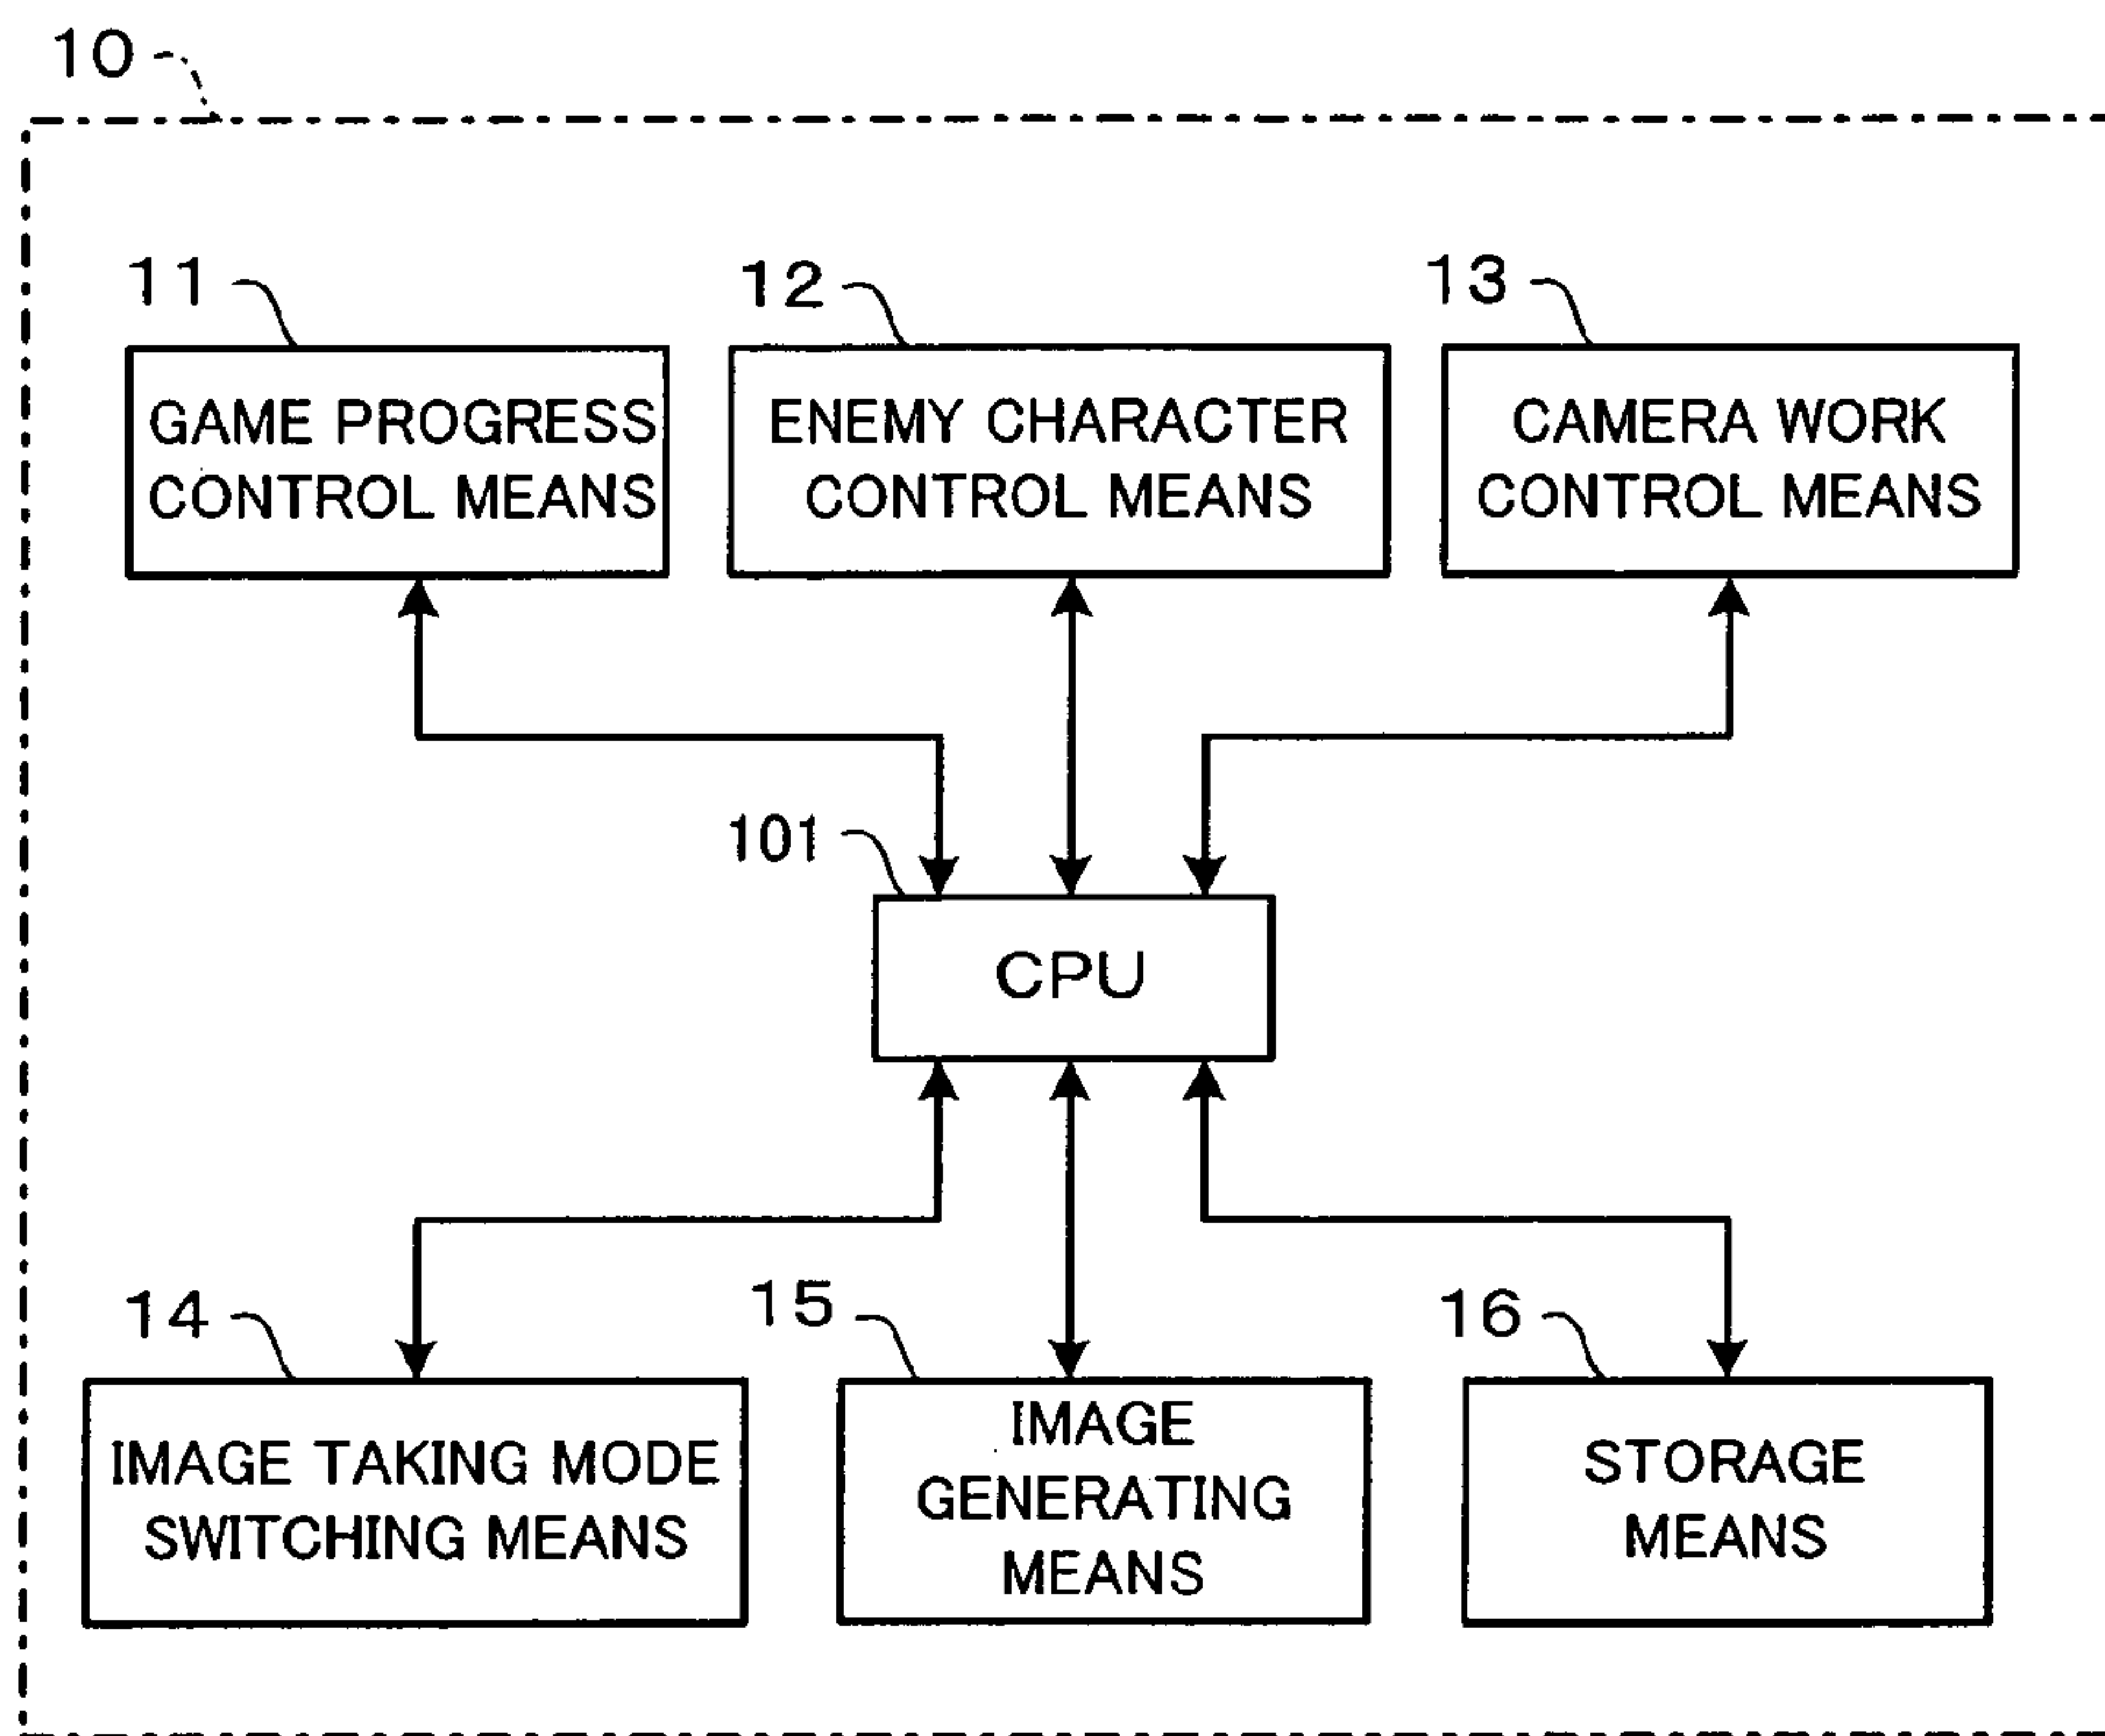 10
11
12
13
GAME PROGRESS
CONTROL MEANS
ENEMY CHARACTER
CONTROL MEANS
CAMERA WORK
CONTROL MEANS
101
CPU
14
15
16
IMAGE TAKING MODE
SWITCHING MEANS
IMAGE
GENERATING
MEANS
STORAGE
MEANS